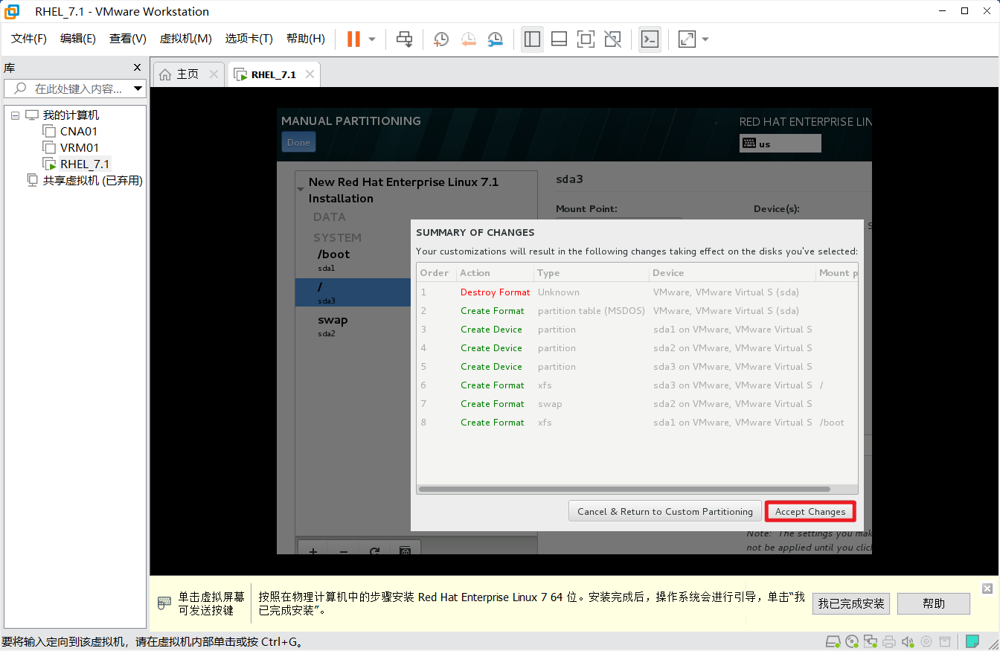 RHEL_7.1 - VMware Workstation
文件(F) 编辑(E) 查看(V) 虚拟机(M) 选项卡(T) 帮助(H)
库
在此处键入内容...
我的计算机
CNA01
VRM01
RHEL_7.1
共享虚拟机 (已弃用)
主页
RHEL_7.1
MANUAL PARTITIONING
Done
RED HAT ENTERPRISE LIN
us
New Red Hat Enterprise Linux 7.1
Installation
DATA
SYSTEM
/boot
sda1
/
sda3
swap
sda2
sda3
Mount Point:
Device(s):
SUMMARY OF CHANGES
Your customizations will result in the following changes taking effect on the disks you've selected:
Order Action Type Device Mount p
1 Destroy Format Unknown VMware, VMware Virtual S (sda)
2 Create Format partition table (MSDOS) VMware, VMware Virtual S (sda)
3 Create Device partition sda1 on VMware, VMware Virtual S
4 Create Device partition sda2 on VMware, VMware Virtual S
5 Create Device partition sda3 on VMware, VMware Virtual S
6 Create Format xfs sda3 on VMware, VMware Virtual S /
7 Create Format swap sda2 on VMware, VMware Virtual S
8 Create Format xfs sda1 on VMware, VMware Virtual S /boot
Cancel & Return to Custom Partitioning
Accept Changes
Note: The settings you mak
not be applied until you clic
单击虚拟屏幕
可发送按键
按照在物理计算机中的步骤安装 Red Hat Enterprise Linux 7 64 位。安装完成后，操作系统会进行引导，单击“我
已完成安装”。
我已完成安装
帮助
要将输入定向到该虚拟机，请在虚拟机内部单击或按 Ctrl+G。